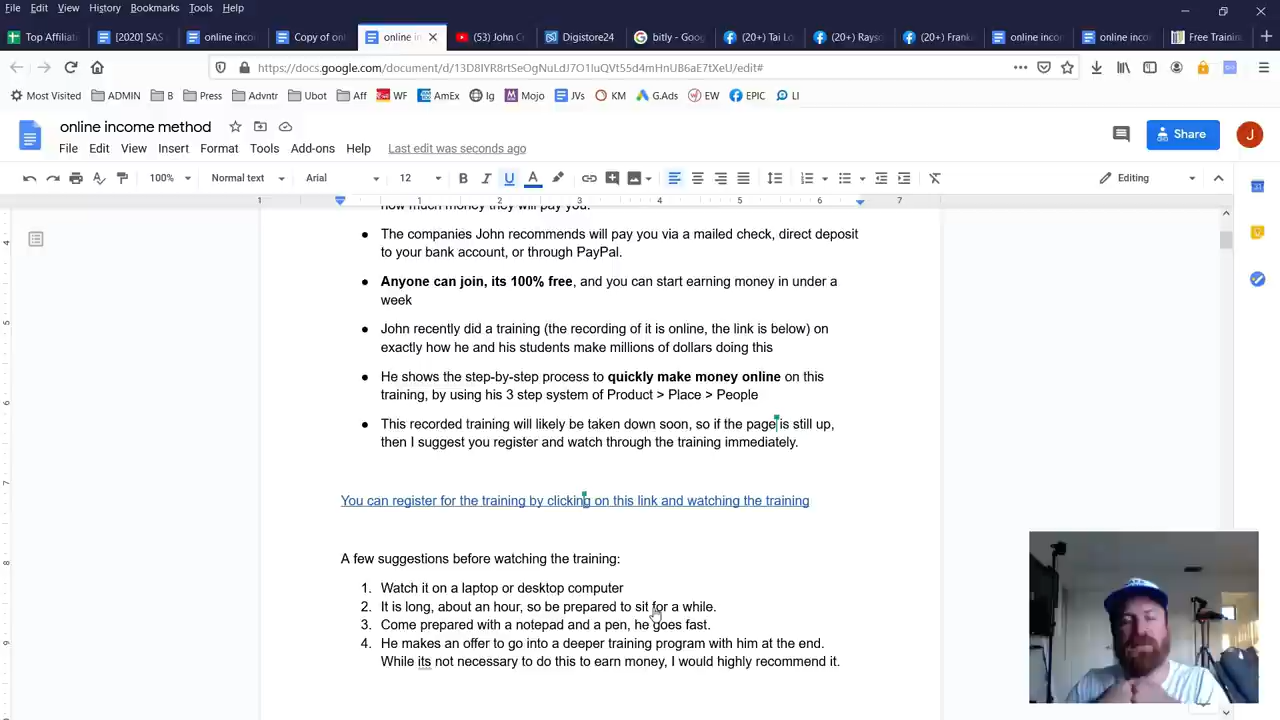 File Edit View History Bookmarks Tools Help
Top Affiliat [2020] SAS online incom Copy of onl online i (53) John C Digistore24 bitly - Goog (20+) Tai Lo (20+) Rayso (20+) Frank online incom online incom Free Training
https://docs.google.com/document/d/13D8IYR8rtSeOgNuLdJ7O1luQVt55d4mHnUB6aE7tXeU/edit#
Most Visited ADMIN B Press Advntr Ubot Aff WF AmEx Ig Mojo JVs KM G.Ads EW EPIC LI
online income method
Share
J
File Edit View Insert Format Tools Add-ons Help Last edit was seconds ago
100% Normal text Arial 12 B I U A Editing
1 1 2 3 4 5 6 7
how much money they will pay you.
● The companies John recommends will pay you via a mailed check, direct deposit
to your bank account, or through PayPal.
● Anyone can join, its 100% free, and you can start earning money in under a
week
● John recently did a training (the recording of it is online, the link is below) on
exactly how he and his students make millions of dollars doing this
● He shows the step-by-step process to quickly make money online on this
training, by using his 3 step system of Product > Place > People
● This recorded training will likely be taken down soon, so if the page is still up,
then I suggest you register and watch through the training immediately.
You can register for the training by clicking on this link and watching the training
A few suggestions before watching the training:
1. Watch it on a laptop or desktop computer
2. It is long, about an hour, so be prepared to sit for a while.
3. Come prepared with a notepad and a pen, he goes fast.
4. He makes an offer to go into a deeper training program with him at the end.
While its not necessary to do this to earn money, I would highly recommend it.